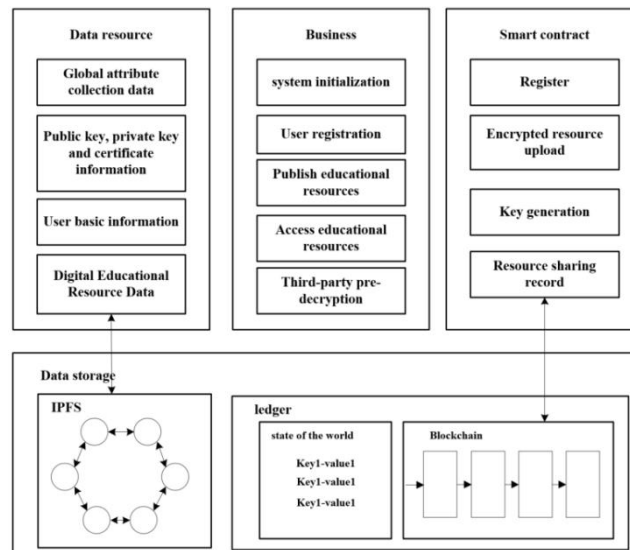 Data resource
Global attribute
collection data
Public key, private key
and certificate
information
User basic information
Digital Educational
Resource Data
Business
system initialization
User registration
Publish educational
resources
Access educational
resources
Third-party pre-
decryption
Smart contract
Register
Encrypted resource
upload
Key generation
Resource sharing
record
Data storage
IPFS
ledger
state of the world
Key1-value1
Key1-value1
Key1-value1
Blockchain